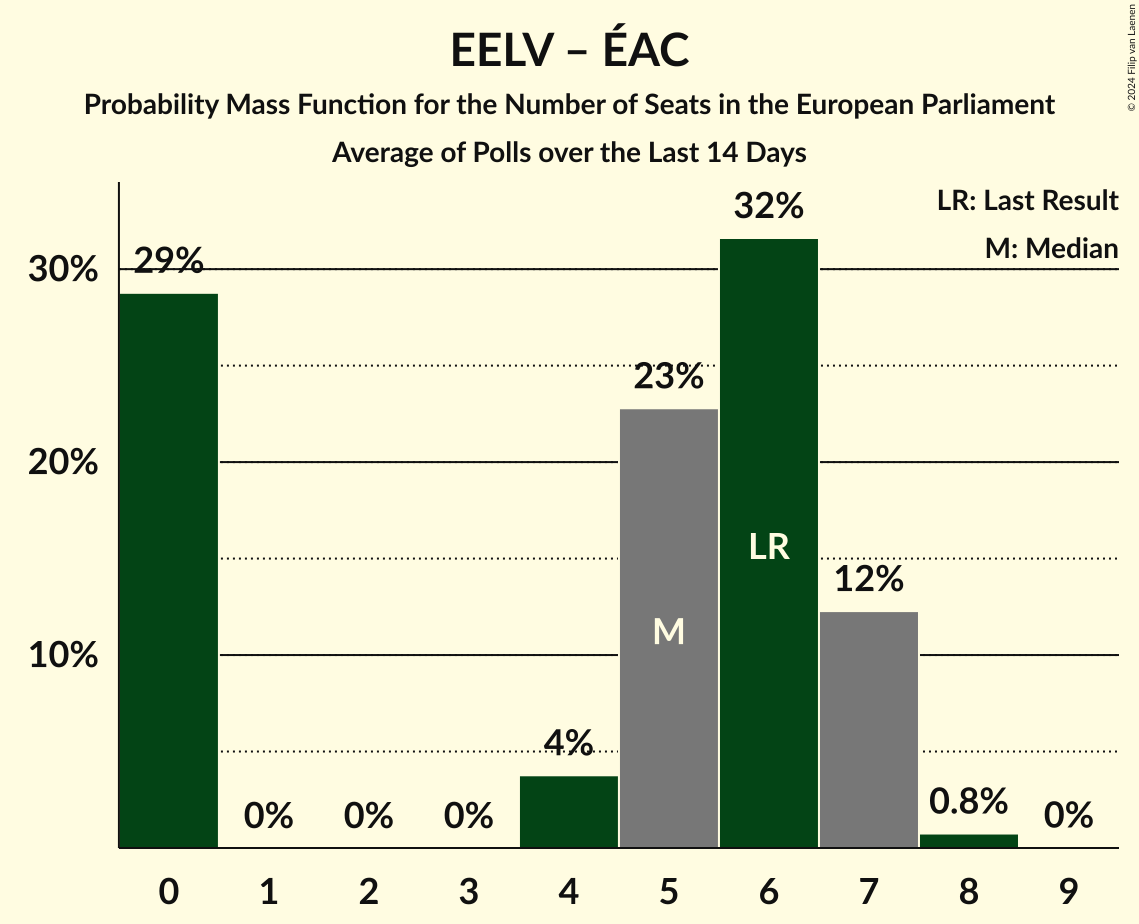 EELV – ÉAC
Probability Mass Function for the Number of Seats in the European Parliament
Average of Polls over the Last 14 Days
© 2024 Filip van Laenen
LR: Last Result
M: Median
30%
20%
10%
29%
0%
0%
0%
4%
23%
32%
12%
0.8%
0%
M
LR
0 1 2 3 4 5 6 7 8 9